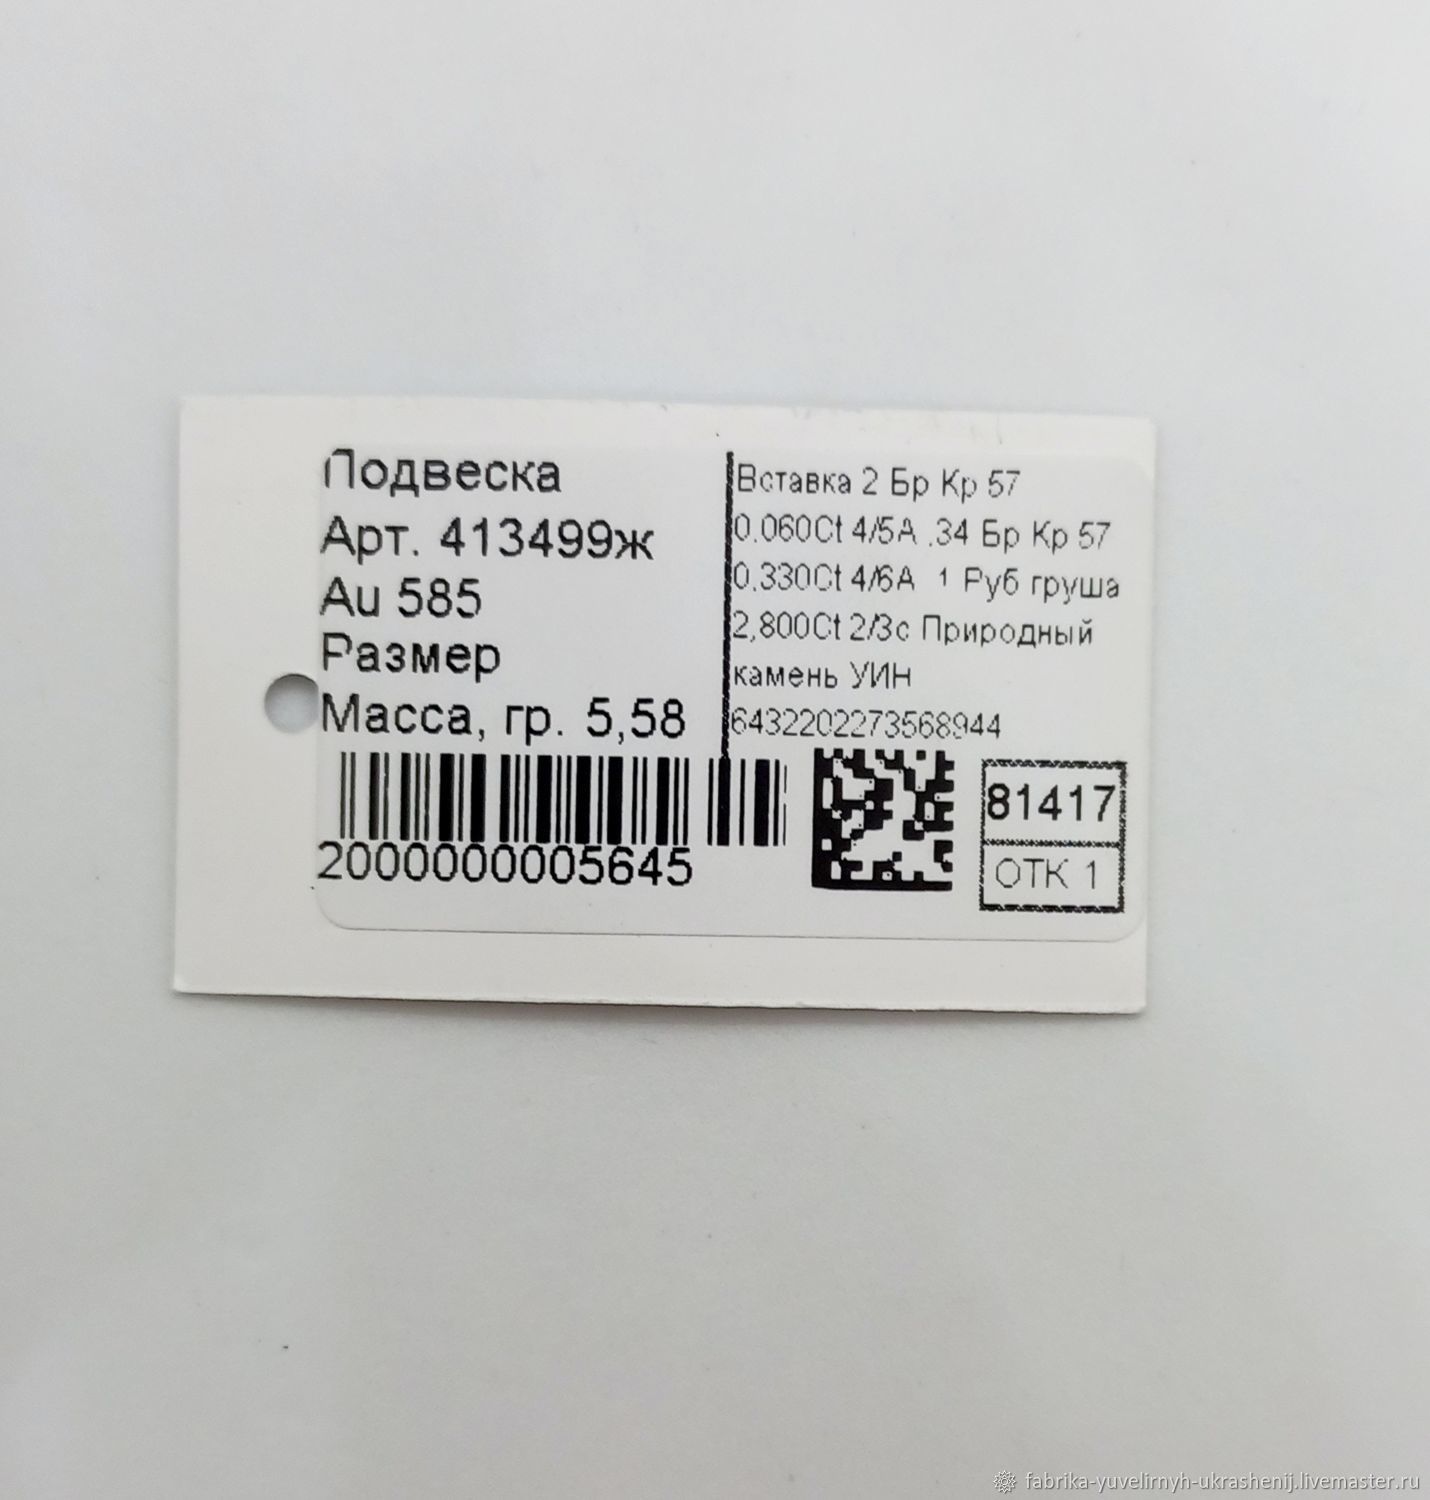 Подвеска
Арт. 413499ж
Au 585
Размер
Масса, гр. 5,58
2000000005645
Вставка 2 Бр Кр 57
0.060Ct 4/5А .34 Бр Кр 57
0.330Ct 4/6А 1 Руб груша
2,800Ct 2/3с Природный
камень УИН
6432202273568944
81417
ОТК 1
fabrika-yuvelirnyh-ukrashenij.livemaster.ru